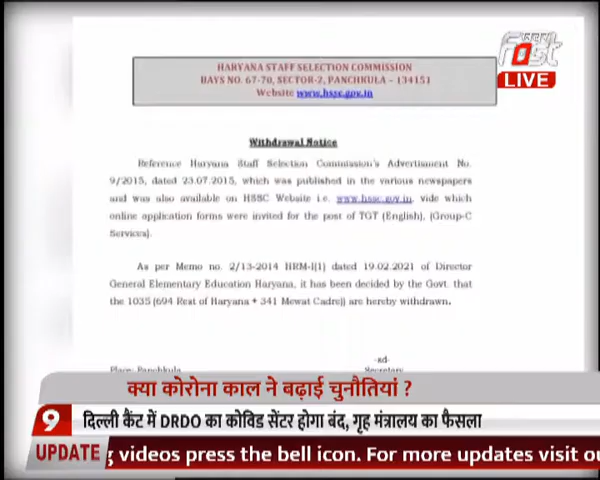 खबरें
fast
LIVE
HARYANA STAFF SELECTION COMMISSION
BAYS NO. 67-70, SECTOR-2, PANCHKULA – 134151
Website www.hssc.gov.in
Withdrawal Notice
Reference Haryana Staff Selection Commission's Advertisment No.
9/2015, dated 23.07.2015, which was published in the various newspapers
and was also available on HSSC Website i.e. www.hssc.gov.in, vide which
online application forms were invited for the post of TGT (English), (Group-C
Services).
As per Memo no. 2/13-2014 HRM-I(1) dated 19.02.2021 of Director
General Elementary Education Haryana, it has been decided by the Govt. that
the 1035 (694 Rest of Haryana + 341 Mewat Cadre)) are hereby withdrawn.
-sd-
Place: Panchkula Secretary
क्या कोरोना काल ने बढ़ाई चुनौतियां ?
9 दिल्ली कैंट में DRDO का कोविड सेंटर होगा बंद, गृह मंत्रालय का फैसला
UPDATE g videos press the bell icon. For more updates visit ou